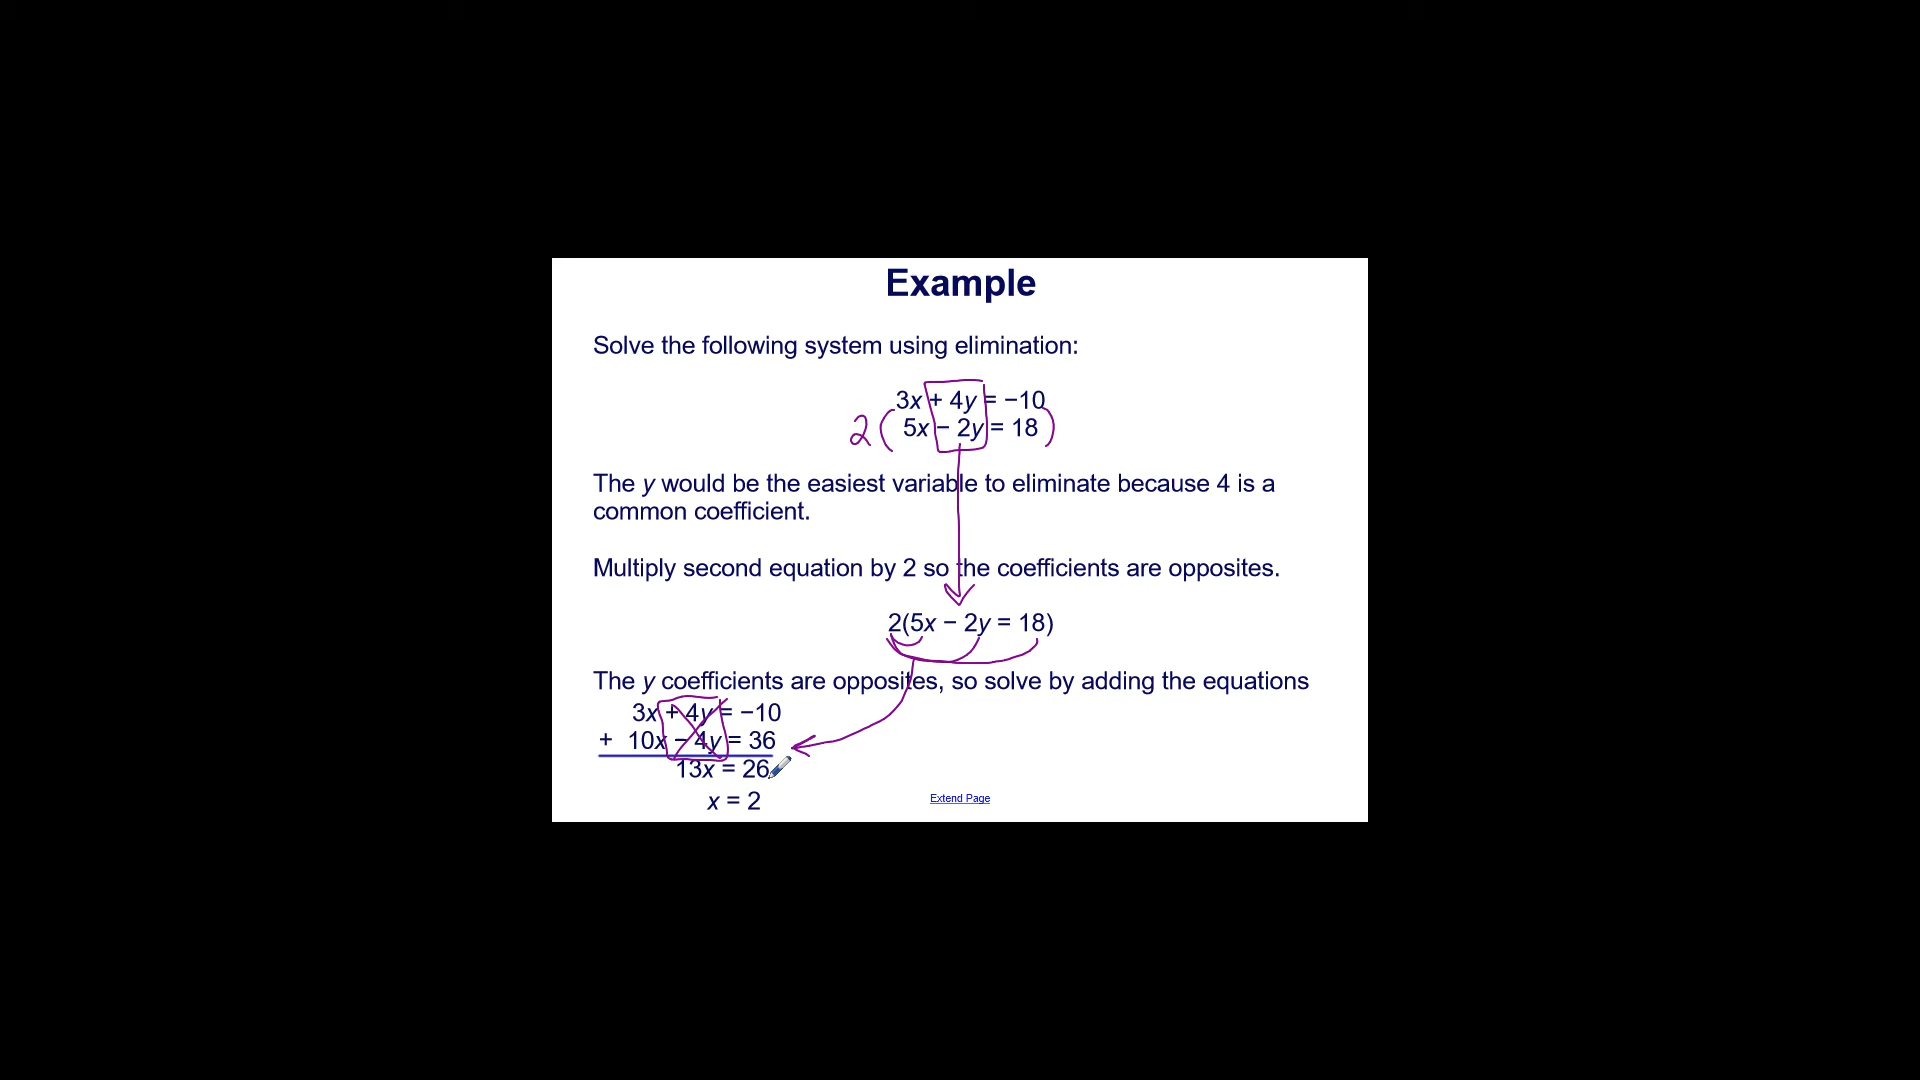 Example
Solve the following system using elimination:
3x + 4y = −10
2 ( 5x − 2y = 18 )
The y would be the easiest variable to eliminate because 4 is a
common coefficient.
Multiply second equation by 2 so the coefficients are opposites.
2(5x − 2y = 18)
The y coefficients are opposites, so solve by adding the equations
3x + 4y = −10
+ 10x − 4y = 36
13x = 26
x = 2
Extend Page